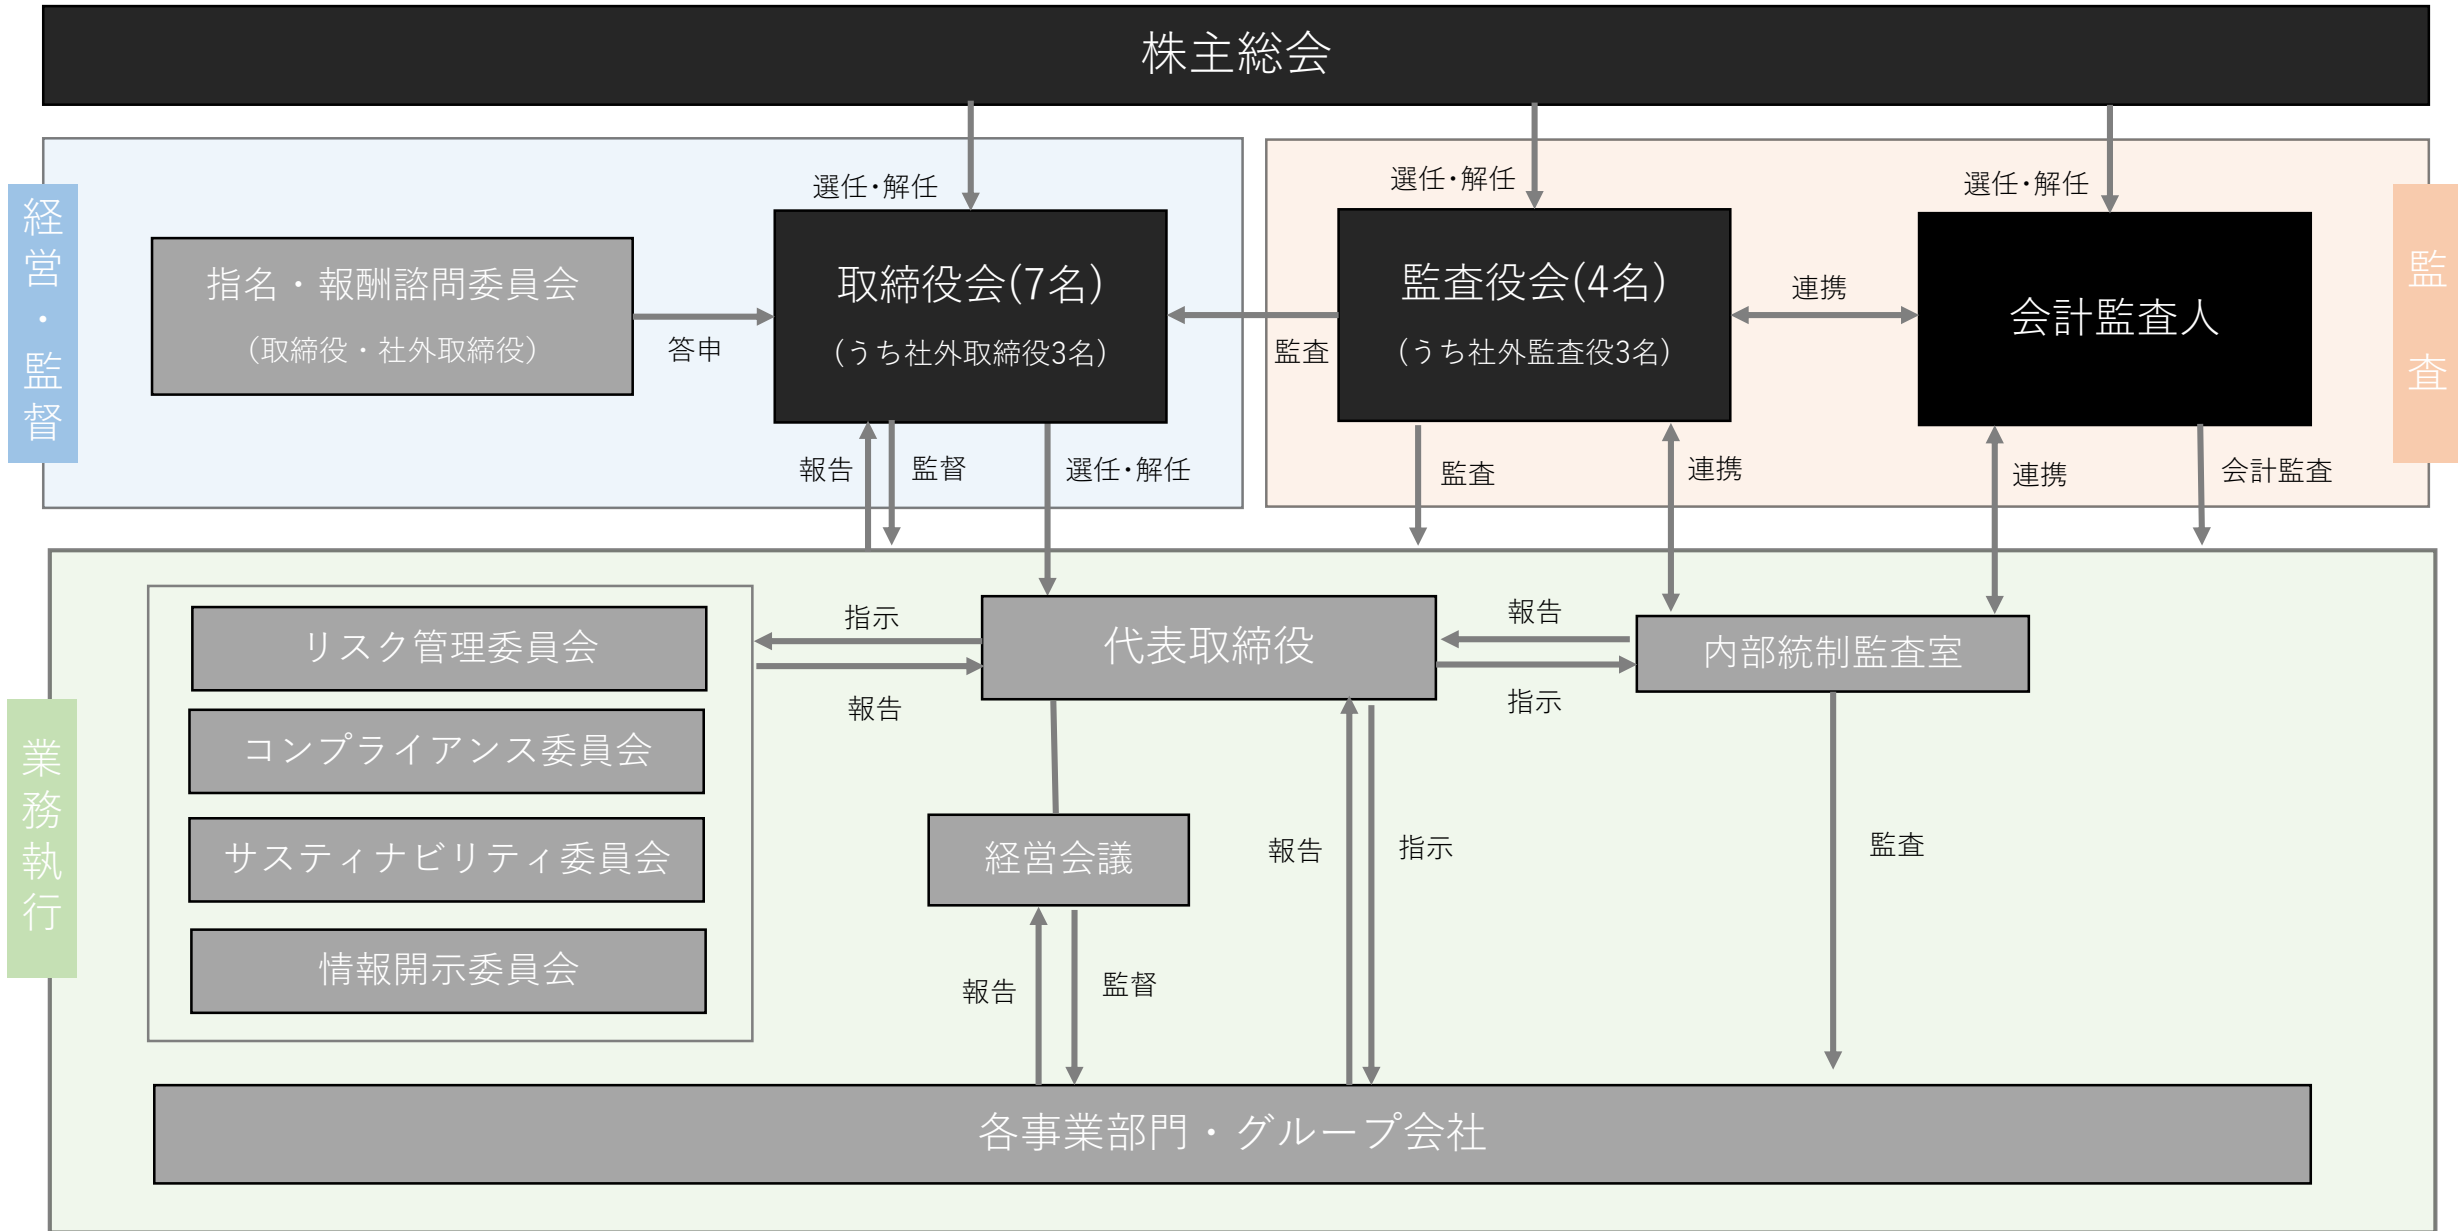 株主総会
経営・監督
監査
選任・解任
選任・解任
選任・解任
指名・報酬諮問委員会
(取締役・社外取締役)
答申
取締役会(7名)
(うち社外取締役3名)
監査
監査役会(4名)
(うち社外監査役3名)
連携
会計監査人
報告
監督
選任・解任
監査
連携
連携
会計監査
業務執行
リスク管理委員会
コンプライアンス委員会
サスティナビリティ委員会
情報開示委員会
指示
報告
代表取締役
報告
指示
内部統制監査室
経営会議
報告
指示
監査
報告
監督
各事業部門・グループ会社